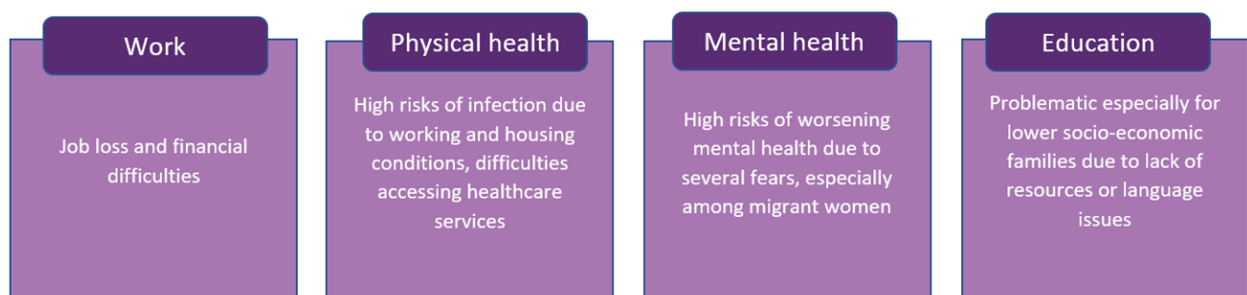 Work
Job loss and financial
difficulties
Physical health
High risks of infection due
to working and housing
conditions, difficulties
accessing healthcare
services
Mental health
High risks of worsening
mental health due to
several fears, especially
among migrant women
Education
Problematic especially for
lower socio-economic
families due to lack of
resources or language
issues